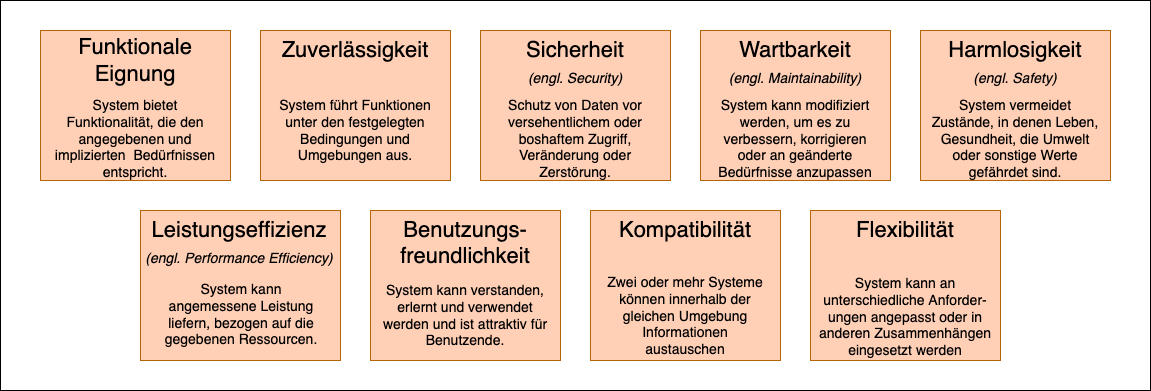 Funktionale
Eignung
System bietet
Funktionalität, die den
angegebenen und
implizierten Bedürfnissen
entspricht.
Zuverlässigkeit
System führt Funktionen
unter den festgelegten
Bedingungen und
Umgebungen aus.
Sicherheit
(engl. Security)
Schutz von Daten vor
versehentlichem oder
boshaftem Zugriff,
Veränderung oder
Zerstörung.
Wartbarkeit
(engl. Maintainability)
System kann modifiziert
werden, um es zu
verbessern, korrigieren
oder an geänderte
Bedürfnisse anzupassen
Harmlosigkeit
(engl. Safety)
System vermeidet
Zustände, in denen Leben,
Gesundheit, die Umwelt
oder sonstige Werte
gefährdet sind.
Leistungseffizienz
(engl. Performance Efficiency)
System kann
angemessene Leistung
liefern, bezogen auf die
gegebenen Ressourcen.
Benutzungs-
freundlichkeit
System kann verstanden,
erlernt und verwendet
werden und ist attraktiv für
Benutzende.
Kompatibilität
Zwei oder mehr Systeme
können innerhalb der
gleichen Umgebung
Informationen
austauschen
Flexibilität
System kann an
unterschiedliche Anforder-
ungen angepasst oder in
anderen Zusammenhängen
eingesetzt werden